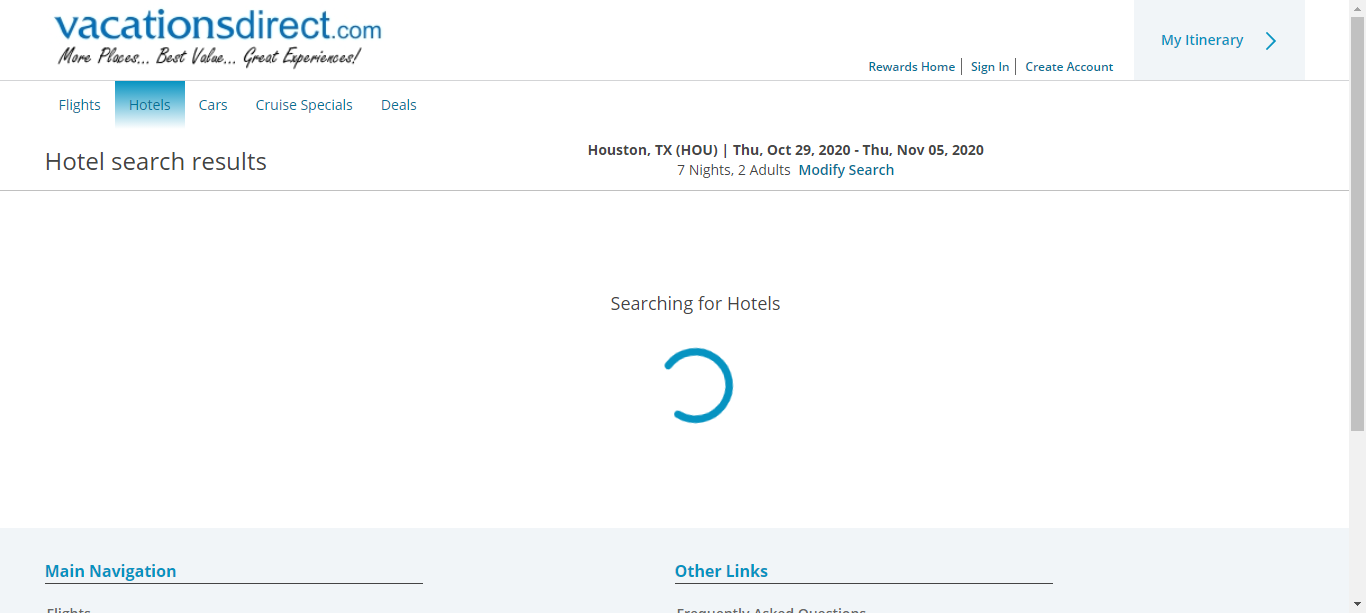 vacationsdirect.com
More Places... Best Value... Great Experiences!
Rewards Home Sign In Create Account
My Itinerary
Flights Hotels Cars Cruise Specials Deals
Hotel search results
Houston, TX (HOU) | Thu, Oct 29, 2020 - Thu, Nov 05, 2020
7 Nights, 2 Adults Modify Search
Searching for Hotels
Main Navigation
Other Links
Flights
Frequently Asked Questions